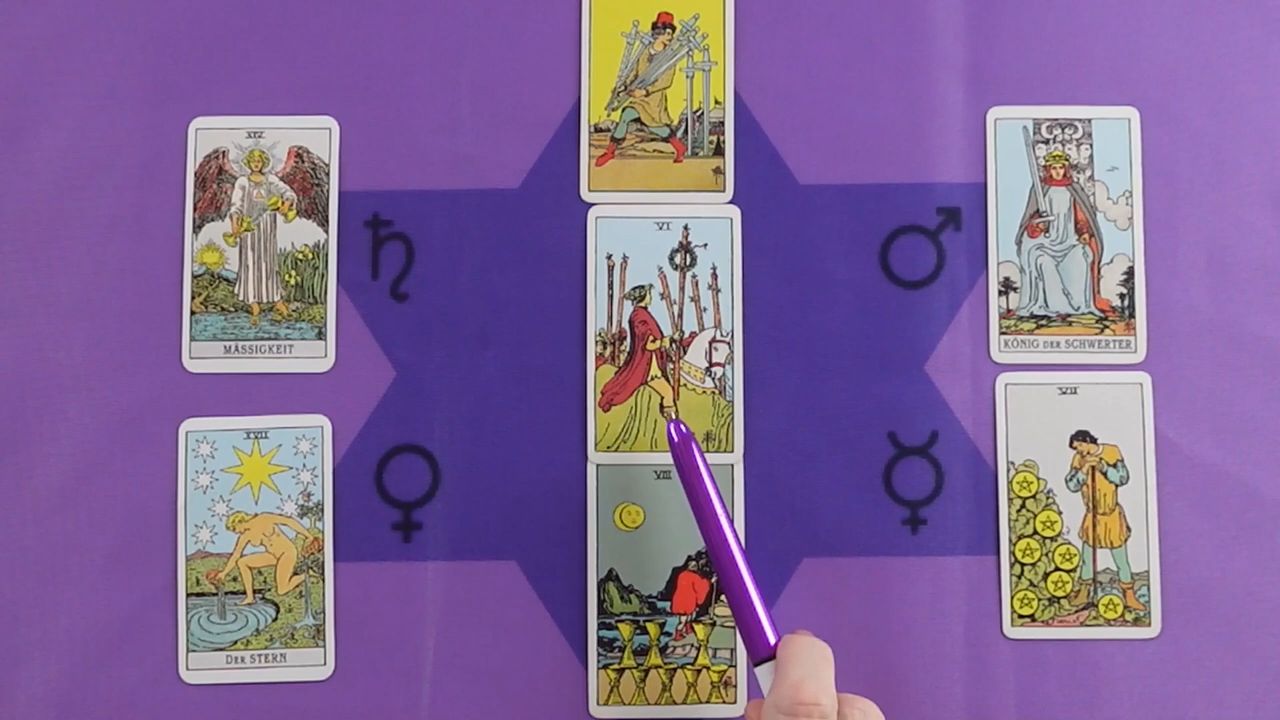 XIV
MÄSSIGKEIT
VI
KÖNIG DER SCHWERTER
XVII
DER STERN
VIII
VII